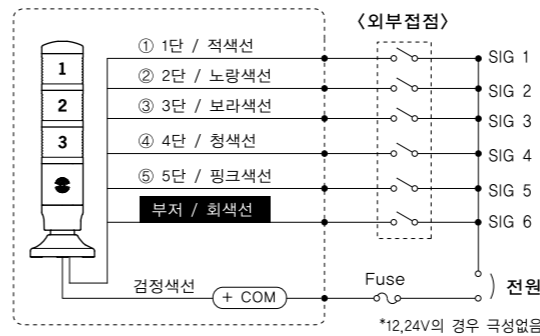 〈외부접점〉
① 1단 / 적색선
SIG 1
1
② 2단 / 노랑색선
SIG 2
2
③ 3단 / 보라색선
SIG 3
3
④ 4단 / 청색선
SIG 4
⑤ 5단 / 핑크색선
SIG 5
부저 / 회색선
SIG 6
검정색선
+ COM
Fuse
전원
*12,24V의 경우 극성없음